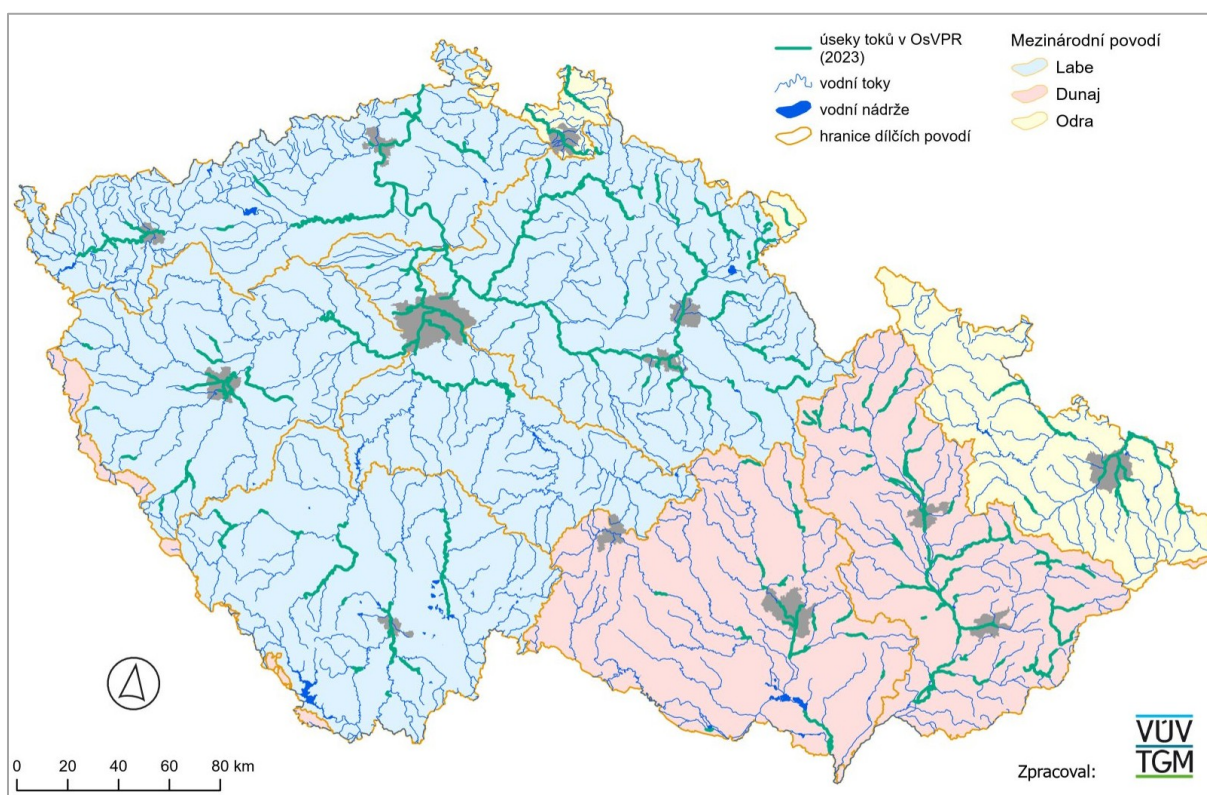 úseky toků v OsVPR
(2023)
vodní toky
vodní nádrže
hranice dílčích povodí
Mezinárodní povodí
Labe
Dunaj
Odra
0 20 40 60 80 km
Zpracoval:
VÚV
TGM